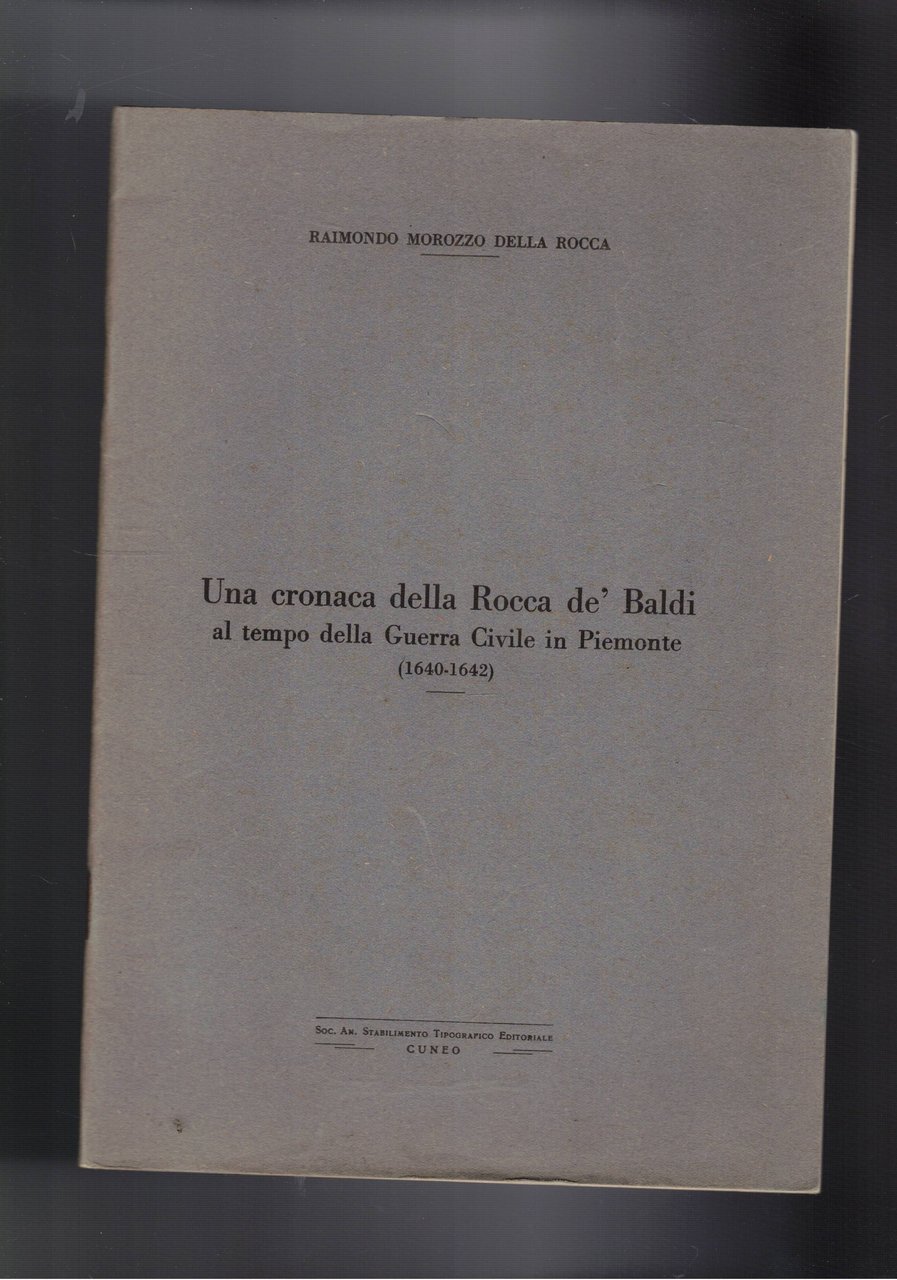 RAIMONDO MOROZZO DELLA ROCCA
Una cronaca della Rocca de' Baldi
al tempo della Guerra Civile in Piemonte
(1640-1642)
Soc. An. Stabilimento Tipografico Editoriale
CUNEO